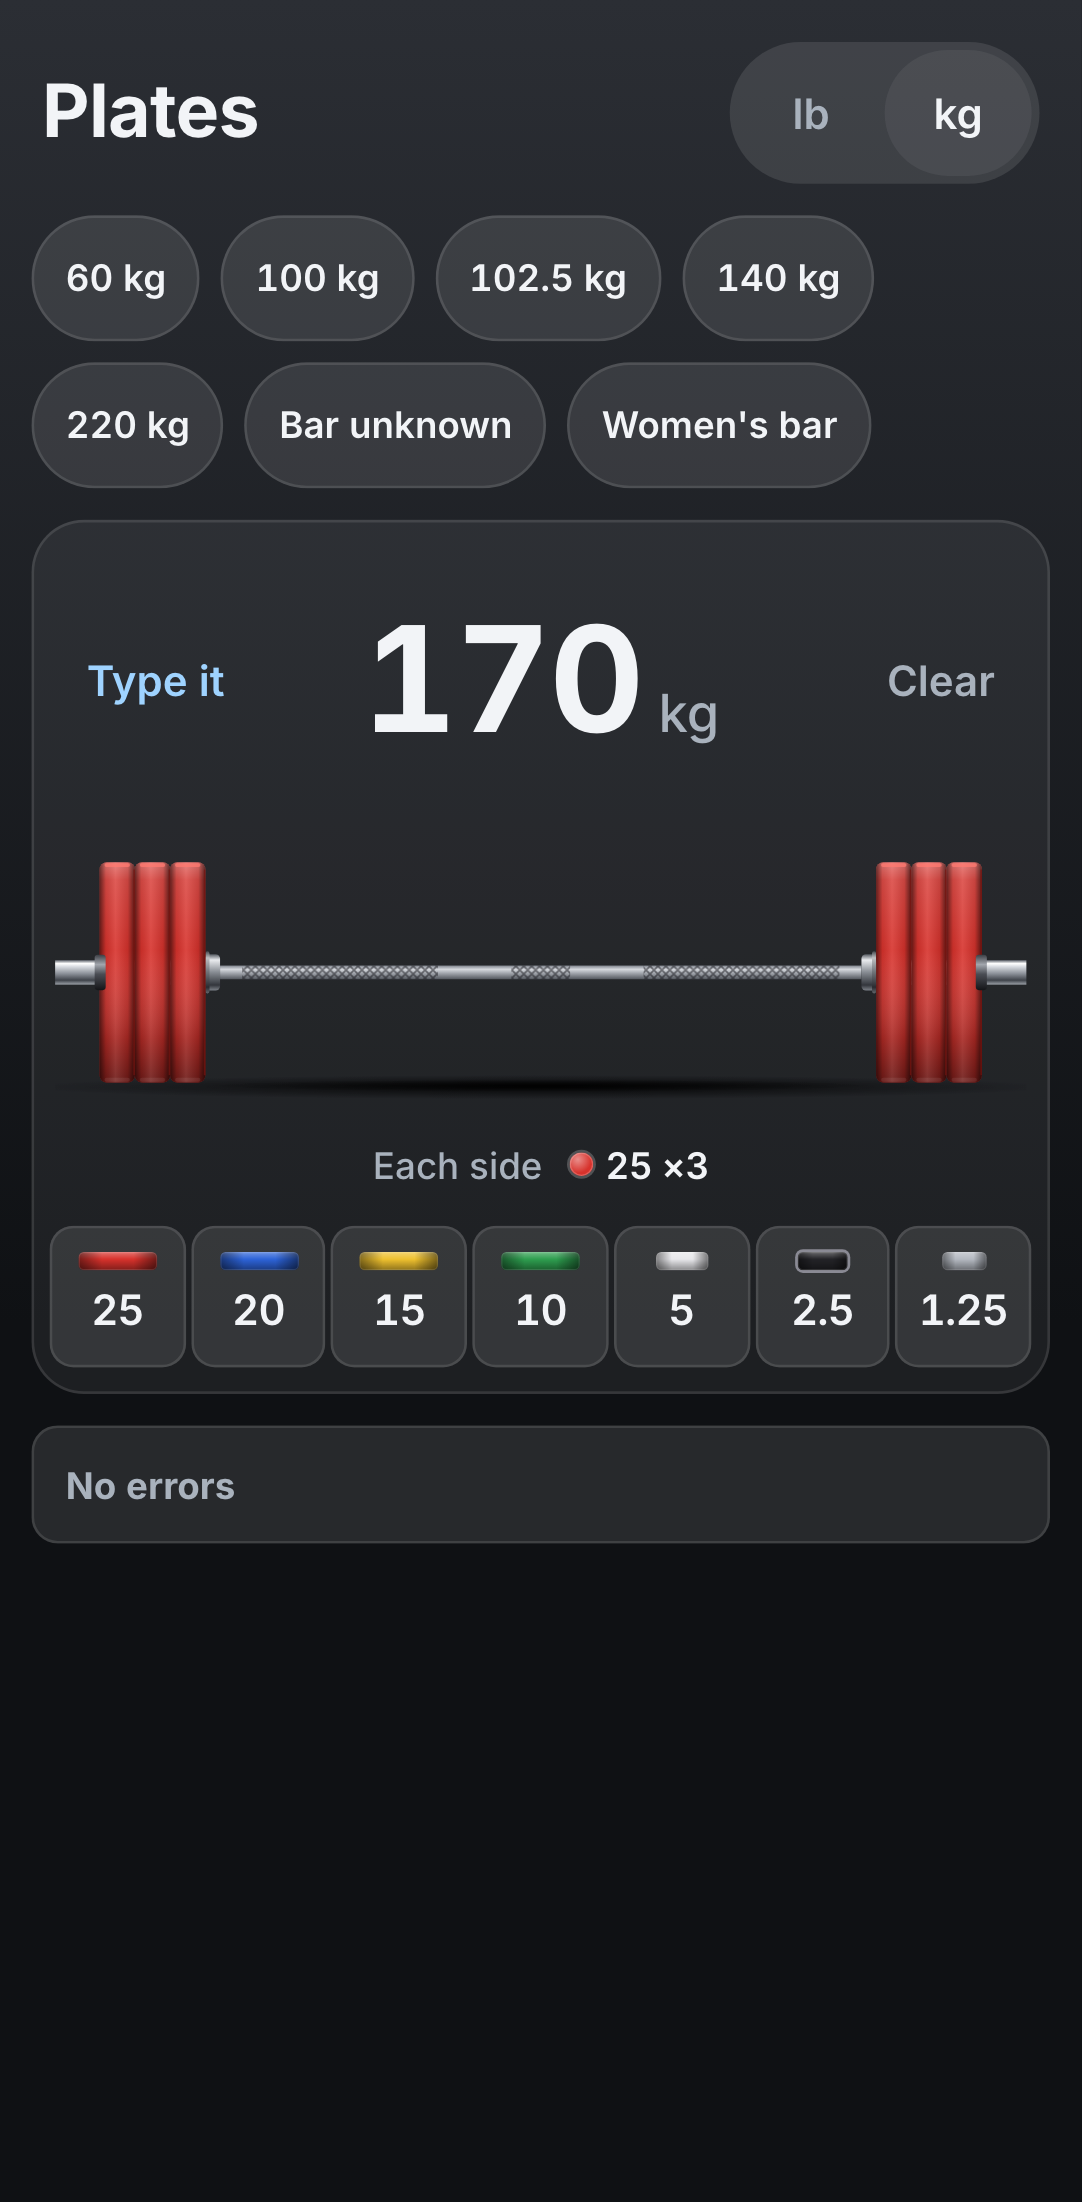 Plates
lb kg
60 kg 100 kg 102.5 kg 140 kg
220 kg Bar unknown Women's bar
Type it 170 kg Clear
Each side 25 ×3
25 20 15 10 5 2.5 1.25
No errors